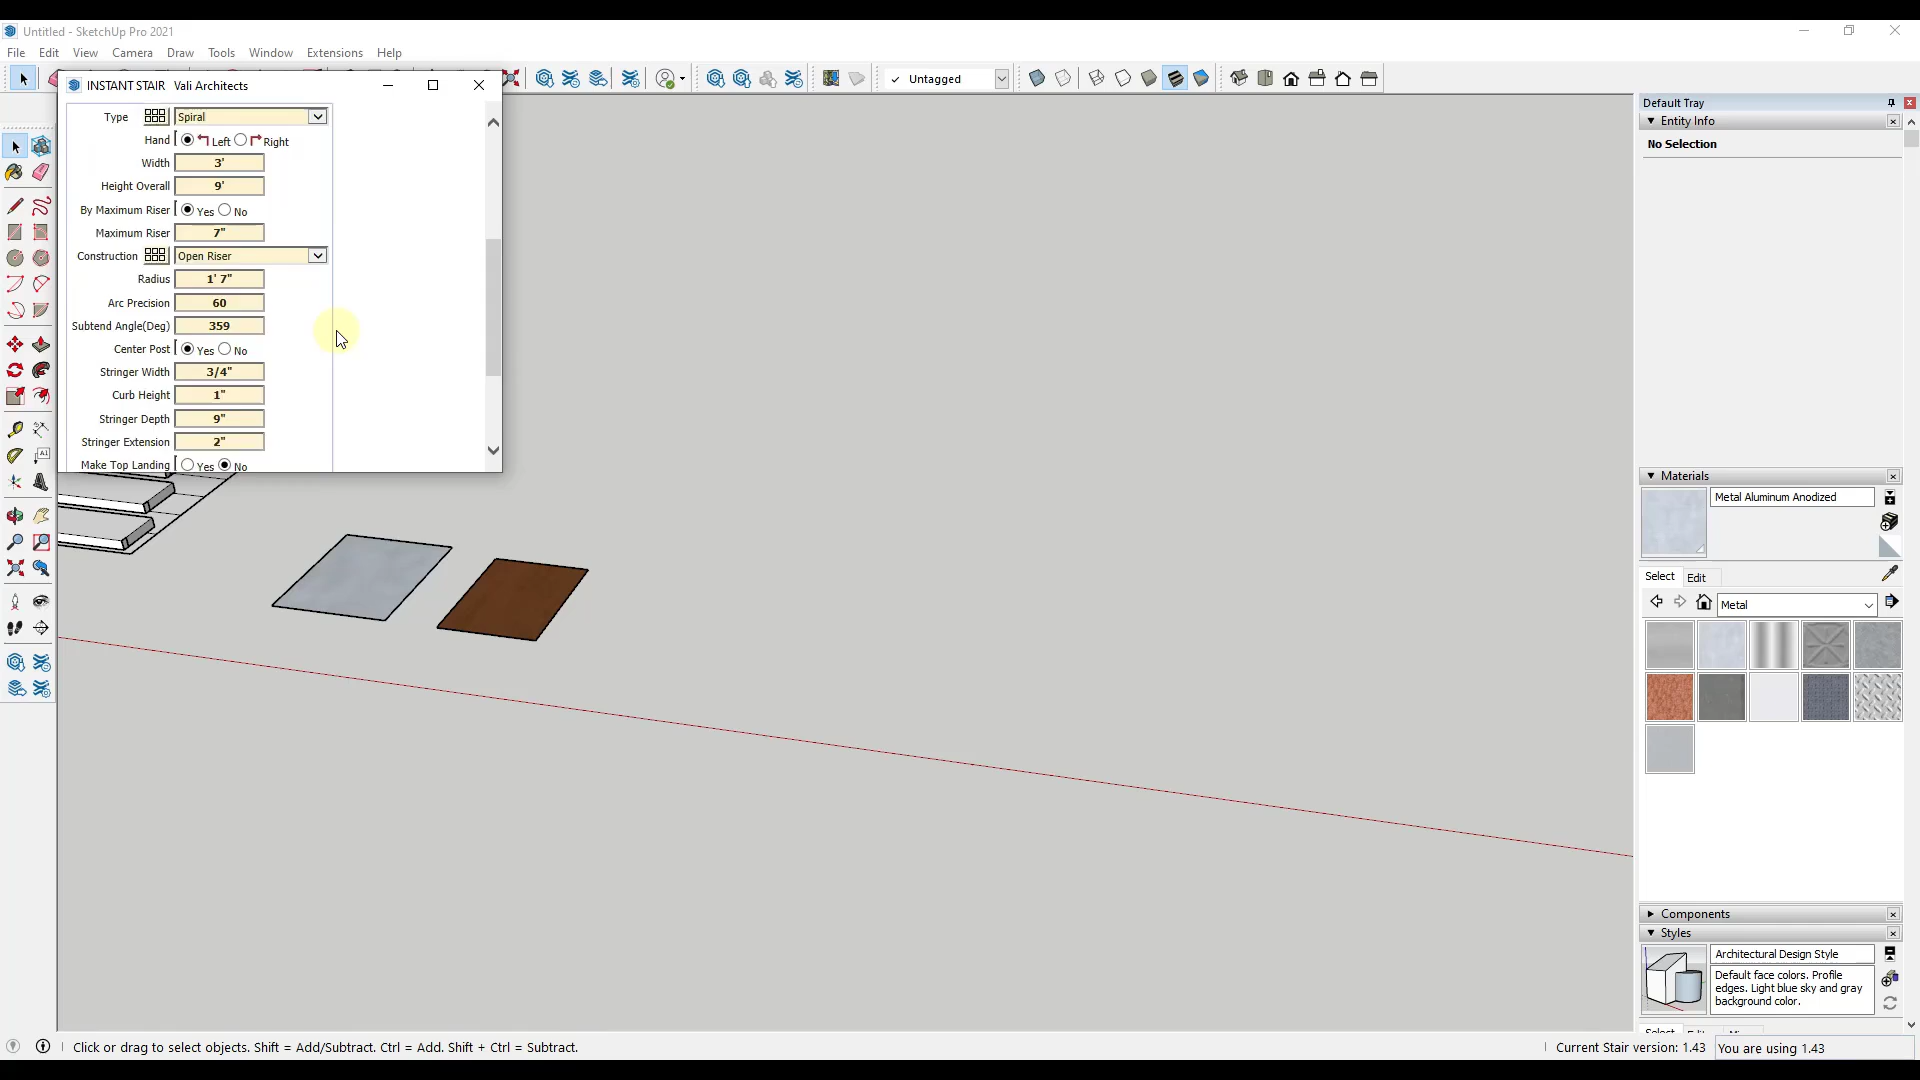 Untitled - SketchUp Pro 2021
File Edit View Camera Draw Tools Window Extensions Help
INSTANT STAIR Vali Architects
Untagged
Type Spiral
Hand Left Right
Width 3'
Height Overall 9'
By Maximum Riser Yes No
Maximum Riser 7"
Construction Open Riser
Radius 1' 7"
Arc Precision 60
Subtend Angle(Deg) 359
Center Post Yes No
Stringer Width 3/4"
Curb Height 1"
Stringer Depth 9"
Stringer Extension 2"
Make Top Landing Yes No
Default Tray
Entity Info
No Selection
Materials
Metal Aluminum Anodized
Select Edit
Metal
Components
Styles
Architectural Design Style
Default face colors. Profile
edges. Light blue sky and gray
background color.
Select
Click or drag to select objects. Shift = Add/Subtract. Ctrl = Add. Shift + Ctrl = Subtract.
Current Stair version: 1.43 You are using 1.43